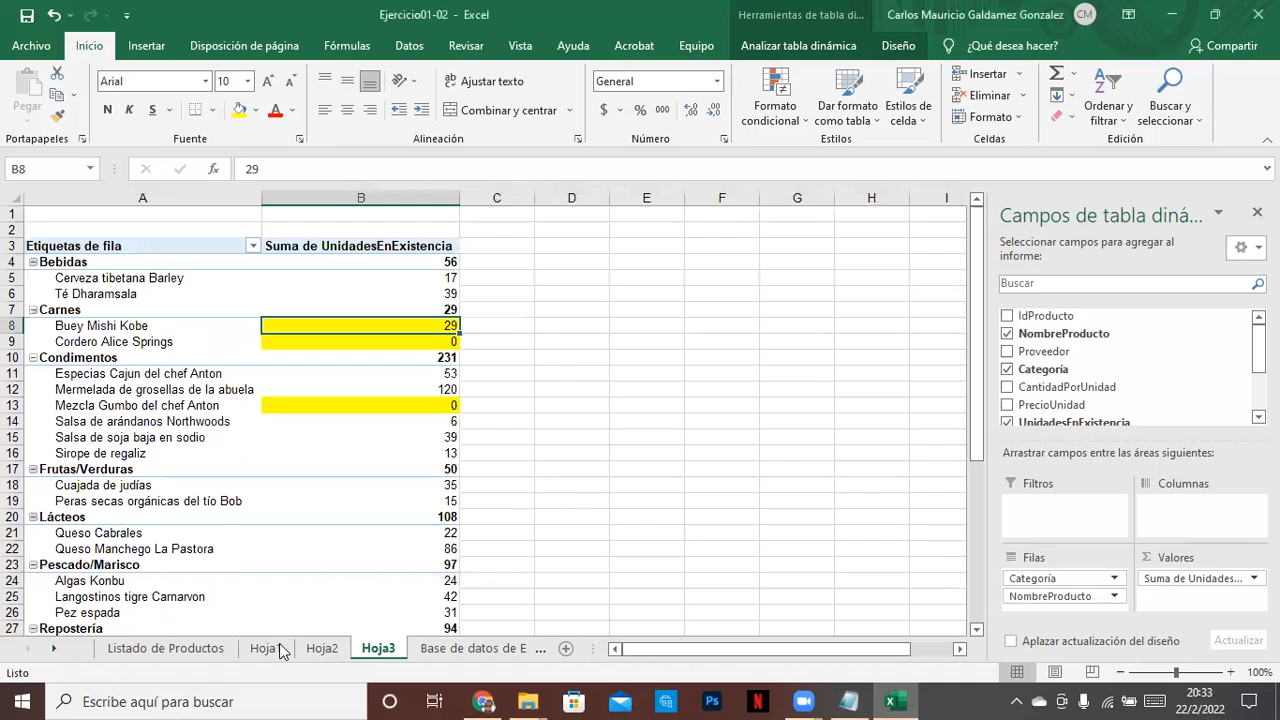 Ejercicio01-02 - Excel
Herramientas de tabla di...
Carlos Mauricio Galdamez Gonzalez
CM
Archivo
Inicio
Insertar
Disposición de página
Fórmulas
Datos
Revisar
Vista
Ayuda
Acrobat
Equipo
Analizar tabla dinámica
Diseño
¿Qué desea hacer?
Compartir
Pegar
Arial
10
N K S
Ajustar texto
Combinar y centrar
General
$ % 000
Formato condicional
Dar formato como tabla
Estilos de celda
Insertar
Eliminar
Formato
Ordenar y filtrar
Buscar y seleccionar
Portapapeles
Fuente
Alineación
Número
Estilos
Celdas
Edición
B8
fx
29
A B C D E F G H I
1
2
3 Etiquetas de fila Suma de UnidadesEnExistencia
4 Bebidas 56
5 Cerveza tibetana Barley 17
6 Té Dharamsala 39
7 Carnes 29
8 Buey Mishi Kobe 29
9 Cordero Alice Springs 0
10 Condimentos 231
11 Especias Cajun del chef Anton 53
12 Mermelada de grosellas de la abuela 120
13 Mezcla Gumbo del chef Anton 0
14 Salsa de arándanos Northwoods 6
15 Salsa de soja baja en sodio 39
16 Sirope de regaliz 13
17 Frutas/Verduras 50
18 Cuajada de judías 35
19 Peras secas orgánicas del tío Bob 15
20 Lácteos 108
21 Queso Cabrales 22
22 Queso Manchego La Pastora 86
23 Pescado/Marisco 97
24 Algas Konbu 24
25 Langostinos tigre Carnarvon 42
26 Pez espada 31
27 Repostería 94
Campos de tabla diná...
Seleccionar campos para agregar al informe:
Buscar
IdProducto
NombreProducto
Proveedor
Categoría
CantidadPorUnidad
PrecioUnidad
UnidadesEnExistencia
Arrastrar campos entre las áreas siguientes:
Filtros
Columnas
Filas
Σ Valores
Categoría
NombreProducto
Suma de Unidades...
Aplazar actualización del diseño
Actualizar
Listado de Productos
Hoja1
Hoja2
Hoja3
Base de datos de E ...
Listo
100%
Escribe aquí para buscar
Ps
N
20:33
22/2/2022